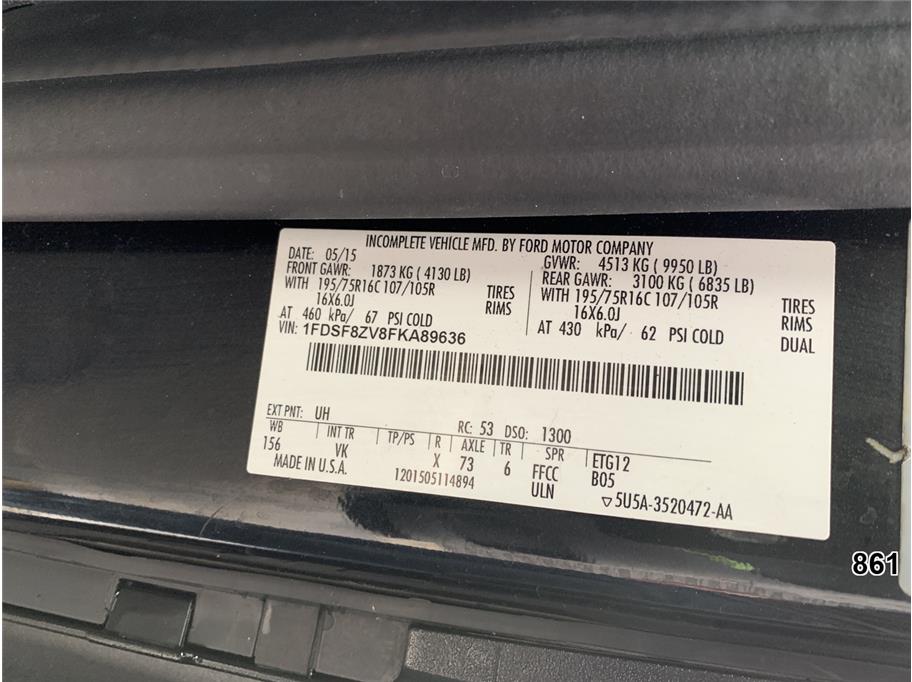 INCOMPLETE VEHICLE MFD. BY FORD MOTOR COMPANY
DATE: 05/15 GVWR: 4513 KG ( 9950 LB)
FRONT GAWR: 1873 KG ( 4130 LB) REAR GAWR: 3100 KG ( 6835 LB)
WITH 195/75R16C 107/105R TIRES WITH 195/75R16C 107/105R TIRES
16X6.0J RIMS 16X6.0J RIMS
AT 460 kPa/ 67 PSI COLD AT 430 kPa/ 62 PSI COLD DUAL
VIN: 1FDSF8ZV8FKA89636
EXT PNT: UH RC: 53 DSO: 1300
WB INT TR TP/PS R AXLE TR SPR ETG12
156 VK X 73 6 FFCC B05
MADE IN U.S.A. 1201505114894 ULN
▽5U5A-3520472-AA
861